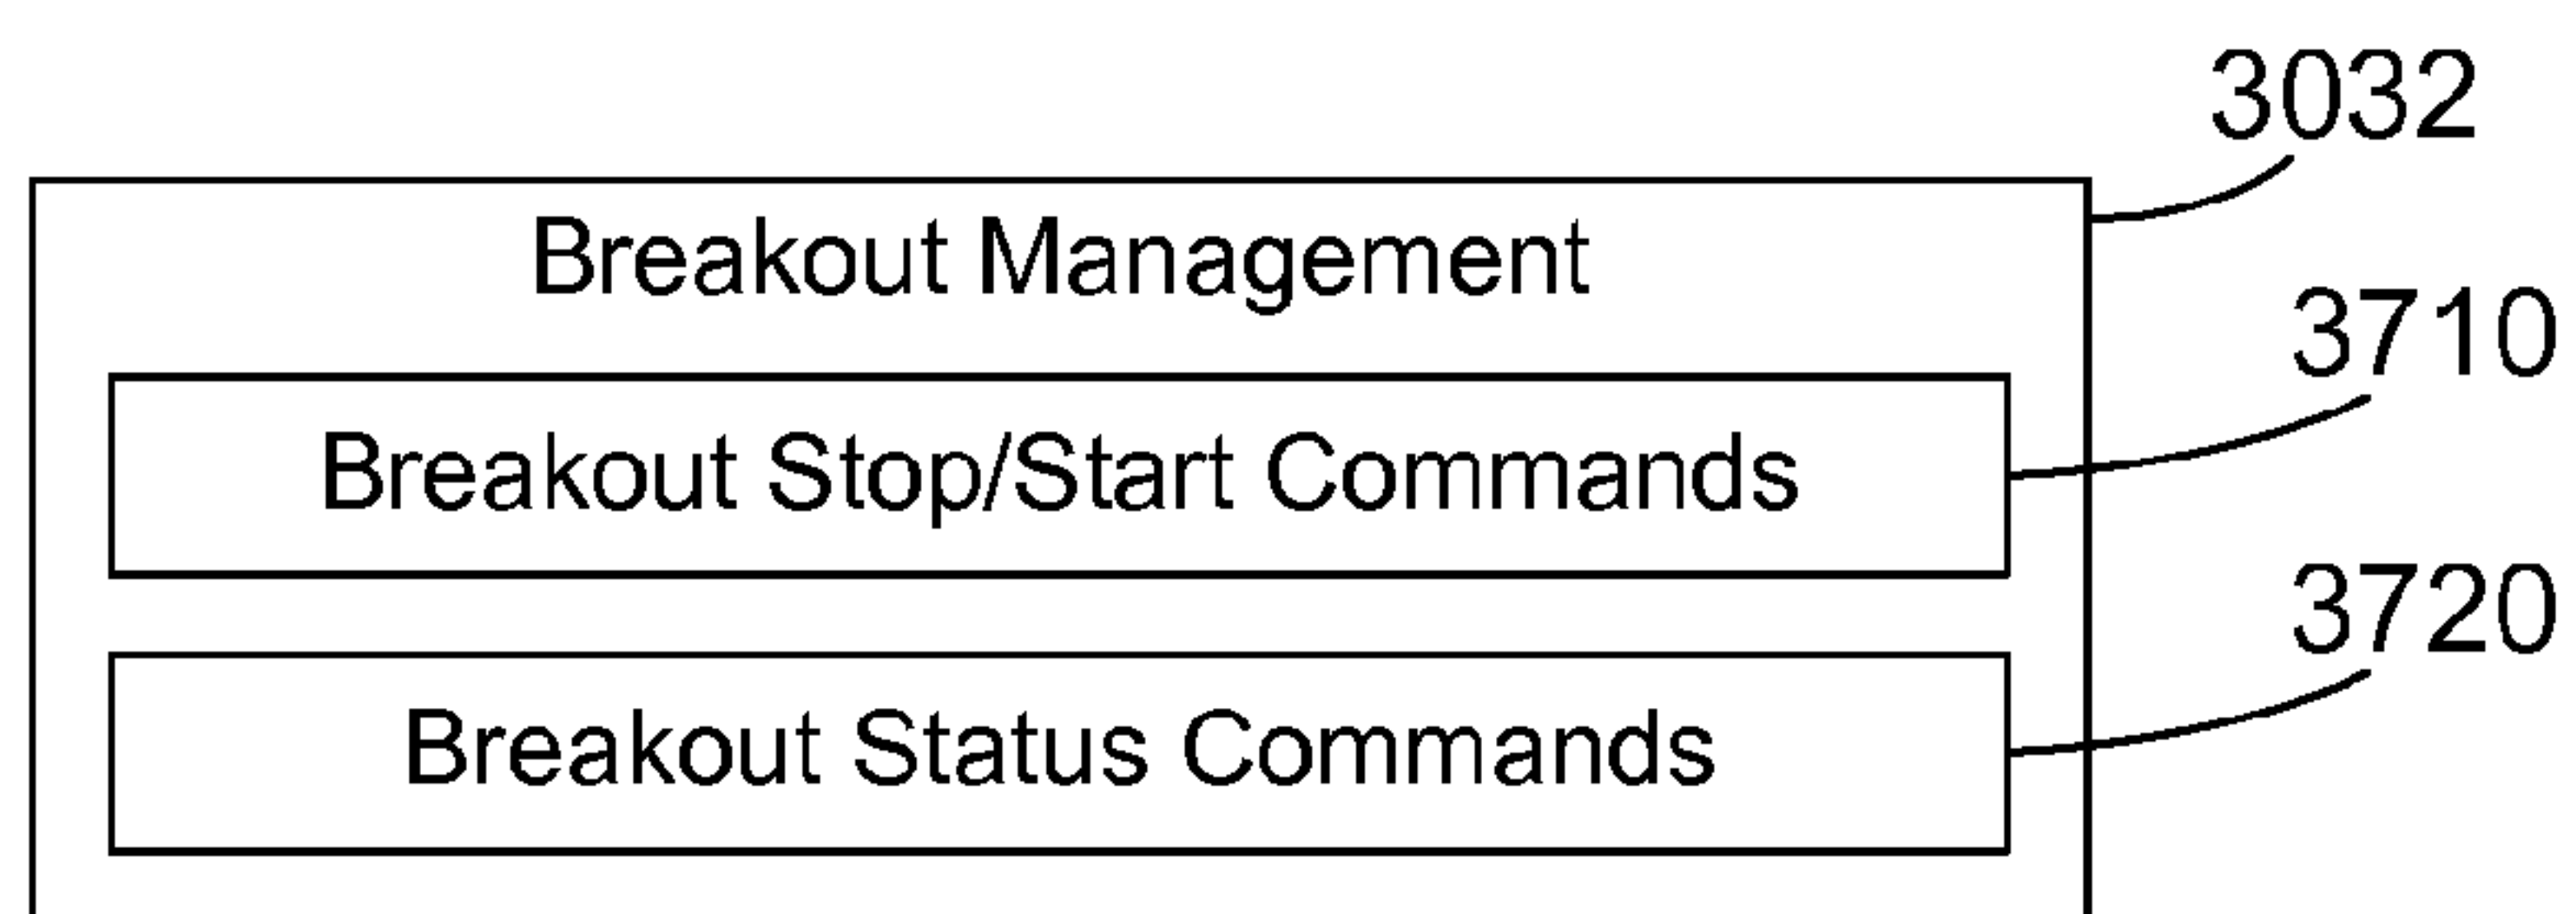 3032
Breakout Management
3710
Breakout Stop/Start Commands
3720
Breakout Status Commands